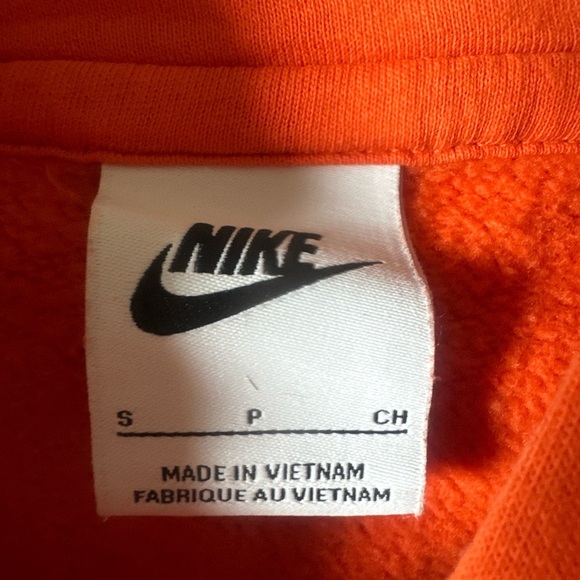 NIKE
S P CH
MADE IN VIETNAM
FABRIQUE AU VIETNAM